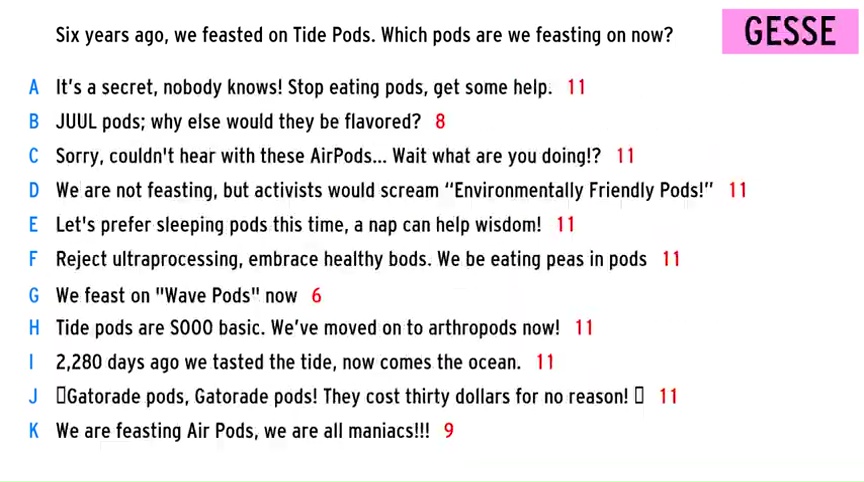 Six years ago, we feasted on Tide Pods. Which pods are we feasting on now?
GESSE
A It's a secret, nobody knows! Stop eating pods, get some help. 11
B JUUL pods; why else would they be flavored? 8
C Sorry, couldn't hear with these AirPods... Wait what are you doing!? 11
D We are not feasting, but activists would scream “Environmentally Friendly Pods!” 11
E Let's prefer sleeping pods this time, a nap can help wisdom! 11
F Reject ultraprocessing, embrace healthy bods. We be eating peas in pods 11
G We feast on "Wave Pods" now 6
H Tide pods are SOOO basic. We've moved on to arthropods now! 11
I 2,280 days ago we tasted the tide, now comes the ocean. 11
J ▯Gatorade pods, Gatorade pods! They cost thirty dollars for no reason! ▯ 11
K We are feasting Air Pods, we are all maniacs!!! 9